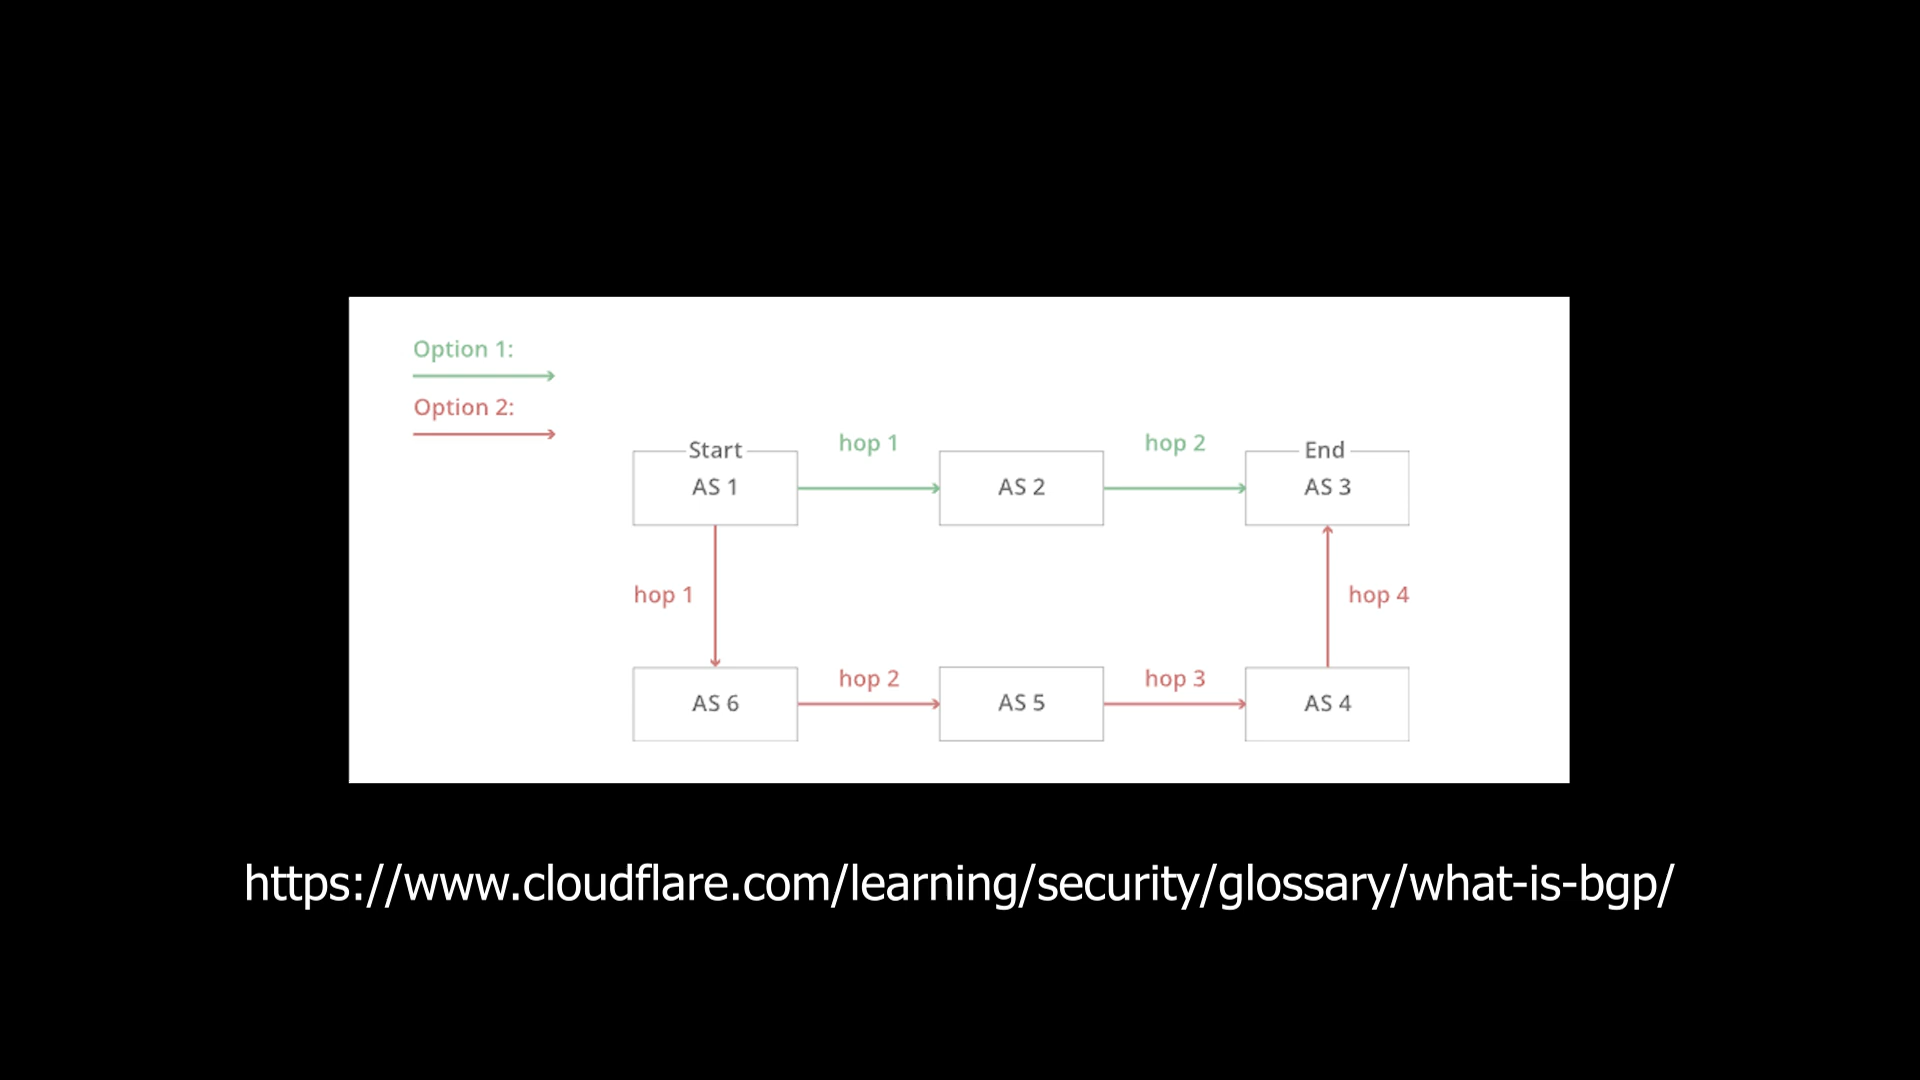 Option 1:
Option 2:
Start
AS 1
hop 1
AS 2
hop 2
End
AS 3
hop 1
hop 4
AS 6
hop 2
AS 5
hop 3
AS 4
https://www.cloudflare.com/learning/security/glossary/what-is-bgp/